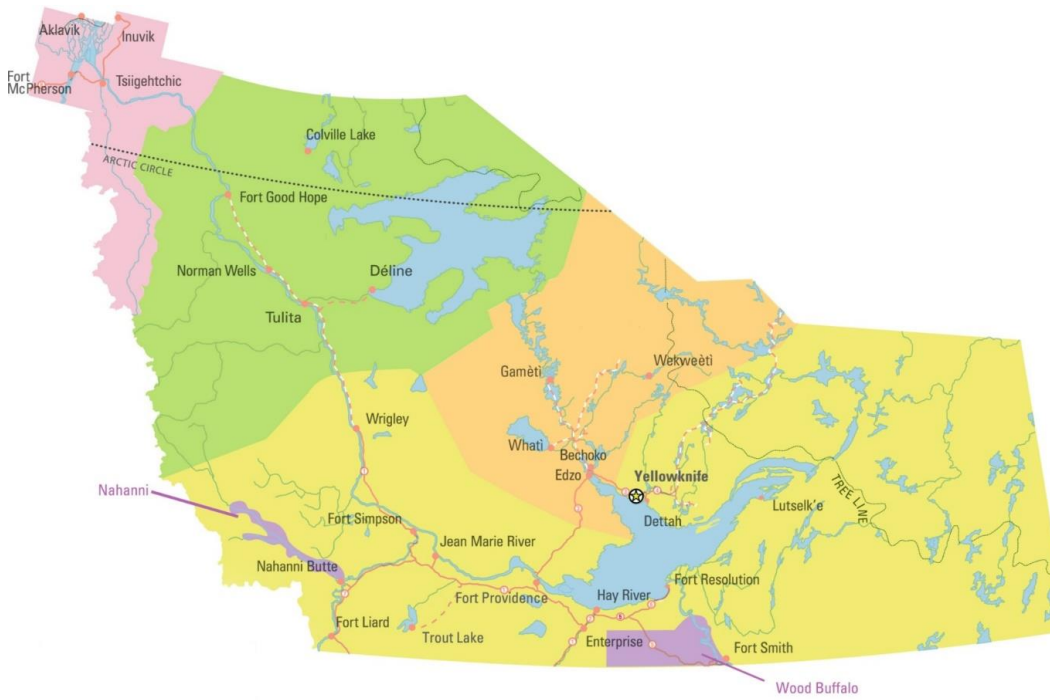 Aklavik
Inuvik
Fort
McPherson
Tsiigehtchic
Colville Lake
ARCTIC CIRCLE
Fort Good Hope
Norman Wells
Déline
Tulita
Gamètì
Wekweètì
Wrigley
Whatì
Bechoko
Edzo
Yellowknife
Nahanni
TREE LINE
Lutselk'e
Fort Simpson
Dettah
Jean Marie River
Nahanni Butte
Fort Resolution
Fort Providence
Hay River
Fort Liard
Trout Lake
Enterprise
Fort Smith
Wood Buffalo